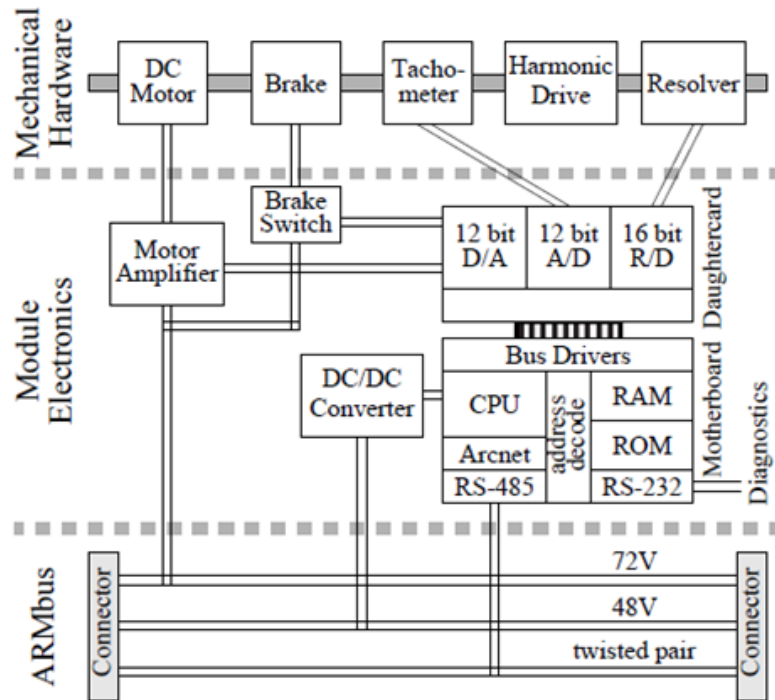 Mechanical
Hardware
DC
Motor
Brake
Tacho-
meter
Harmonic
Drive
Resolver
Module
Electronics
Brake
Switch
Motor
Amplifier
12 bit
D/A
12 bit
A/D
16 bit
R/D
Daughtercard
DC/DC
Converter
Bus Drivers
CPU
address
decode
RAM
Arcnet
ROM
RS-485
RS-232
Motherboard
Diagnostics
ARMbus
Connector
72V
48V
twisted pair
Connector